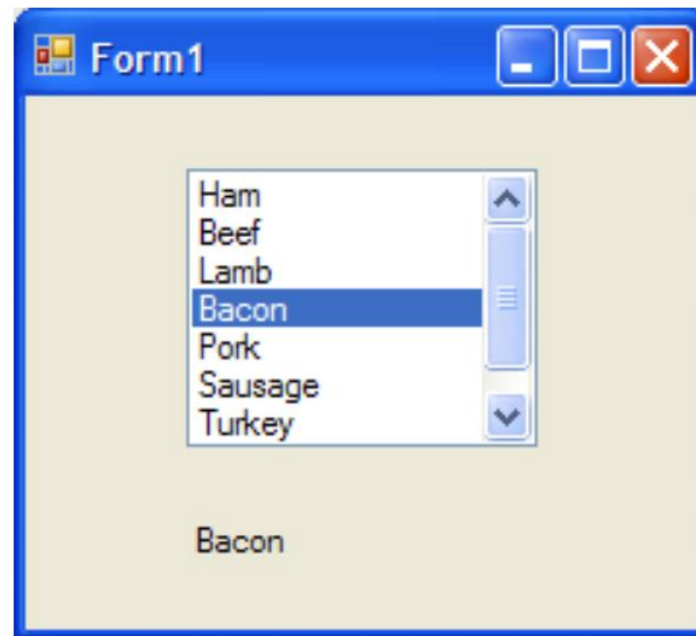 Form1
Ham
Beef
Lamb
Bacon
Pork
Sausage
Turkey
Bacon